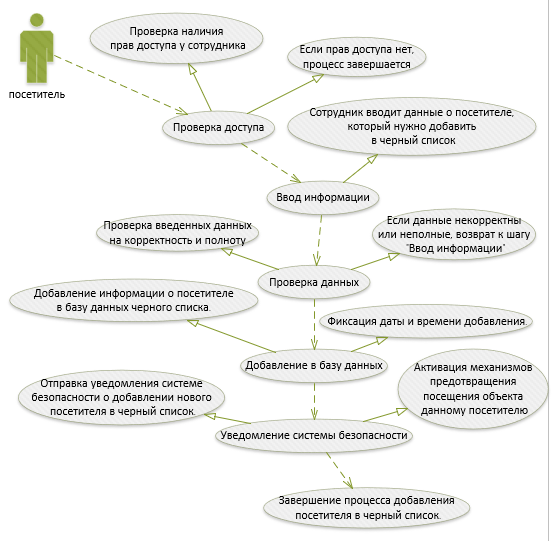 Проверка наличия
прав доступа у сотрудника
Если прав доступа нет,
процесс завершается
посетитель
Проверка доступа
Сотрудник вводит данные о посетителе,
который нужно добавить
в черный список
Ввод информации
Проверка введенных данных
на корректность и полноту
Если данные некорректны
или неполные, возврат к шагу
"Ввод информации"
Проверка данных
Добавление информации о посетителе
в базу данных черного списка.
Фиксация даты и времени добавления.
Добавление в базу данных
Активация механизмов
предотвращения
посещения объекта
данному посетителю
Отправка уведомления системе
безопасности о добавлении нового
посетителя в черный список.
Уведомление системы безопасности
Завершение процесса добавления
посетителя в черный список.